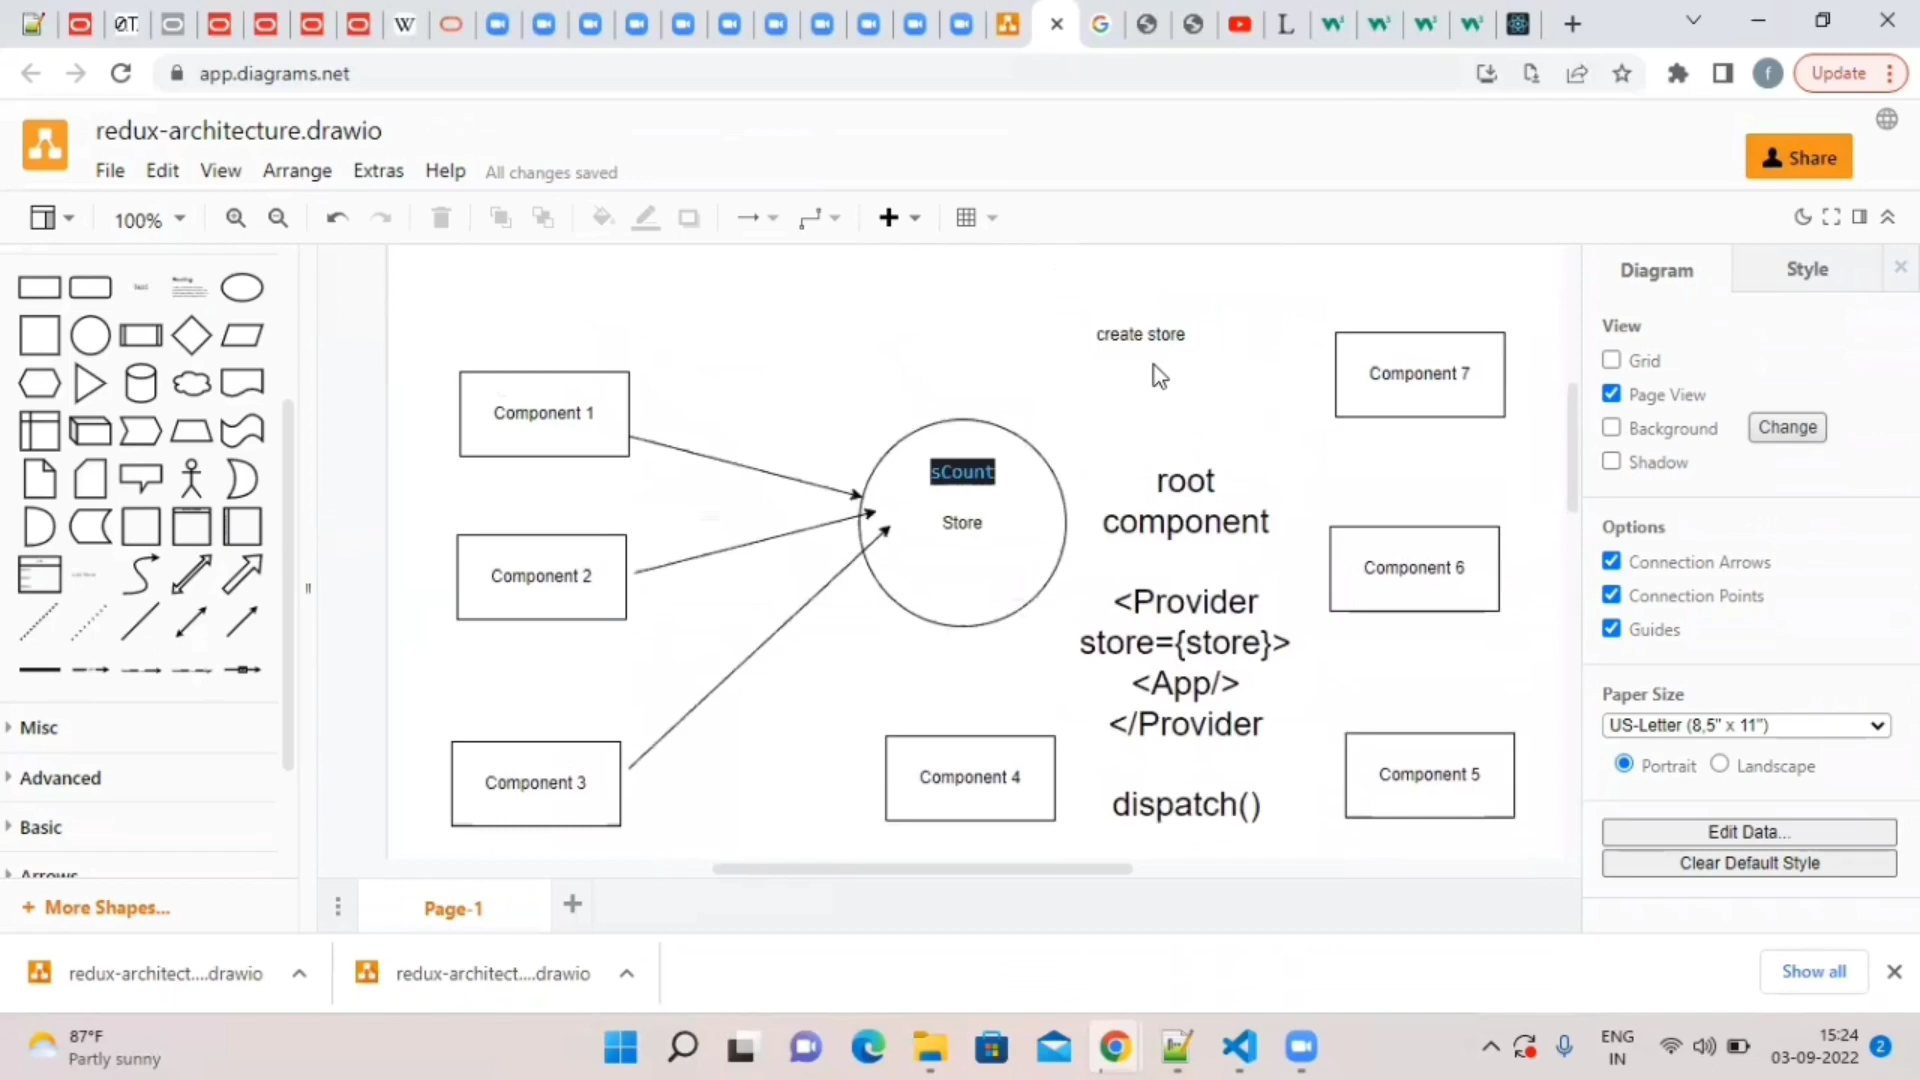 app.diagrams.net
Update
redux-architecture.drawio
File Edit View Arrange Extras Help All changes saved
Share
100%
Diagram Style
View
Grid
Page View
Background Change
Shadow
Options
Connection Arrows
Connection Points
Guides
Paper Size
US-Letter (8,5" x 11")
Portrait Landscape
Edit Data...
Clear Default Style
create store
Component 7
Component 1
sCount
Store
root
component
Component 6
Component 2
<Provider
store={store}>
<App/>
</Provider
Component 3
Component 4
Component 5
dispatch()
Misc
Advanced
Basic
Arrows
+ More Shapes...
Page-1
redux-architect....drawio
redux-architect....drawio
Show all
87°F
Partly sunny
ENG
IN
15:24
03-09-2022
2